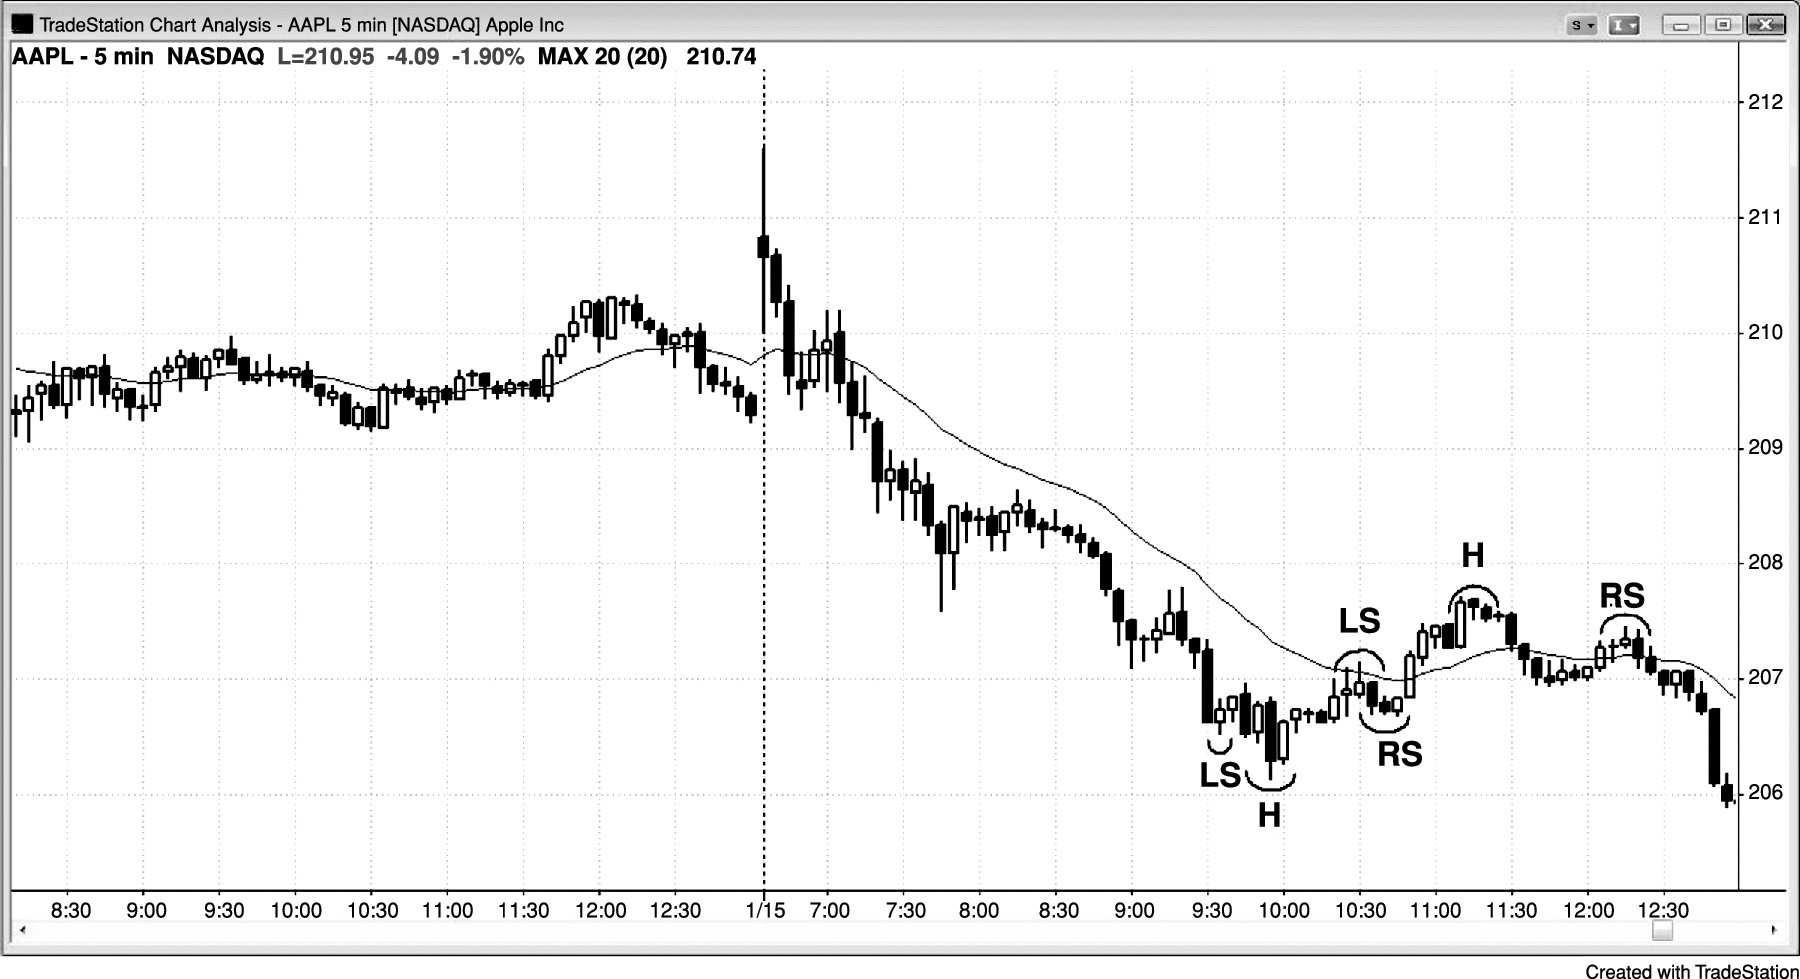 TradeStation Chart Analysis - AAPL 5 min [NASDAQ] Apple Inc
S
I
AAPL - 5 min NASDAQ L=210.95 -4.09 -1.90% MAX 20 (20) 210.74
212
211
210
209
208
207
206
H
RS
LS
RS
LS
H
8:30 9:00 9:30 10:00 10:30 11:00 11:30 12:00 12:30 1/15 7:00 7:30 8:00 8:30 9:00 9:30 10:00 10:30 11:00 11:30 12:00 12:30
Created with TradeStation